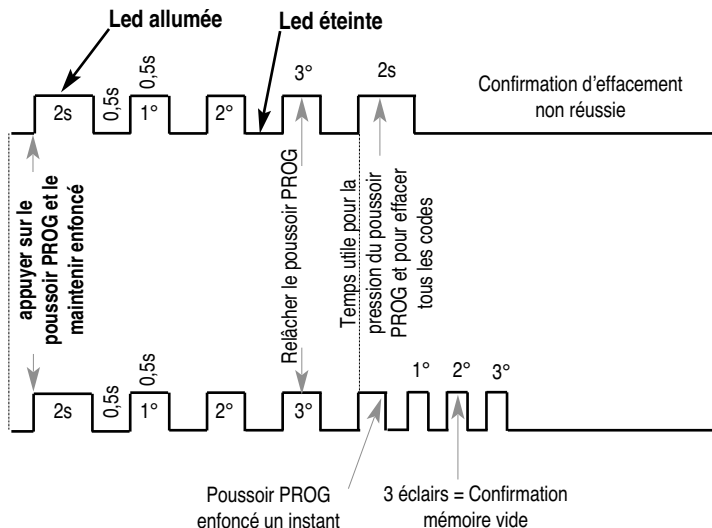 Led allumée
Led éteinte
0,5s
3°
2s
Confirmation d'effacement
non réussie
2s
0,5s
1°
2°
appuyer sur le
poussoir PROG et le
maintenir enfoncé
Relâcher le poussoir PROG
Temps utile pour la
pression du poussoir
PROG et pour effacer
tous les codes
0,5s
1°
2°
3°
2s
0,5s
1°
2°
3°
Poussoir PROG
enfoncé un instant
3 éclairs = Confirmation
mémoire vide